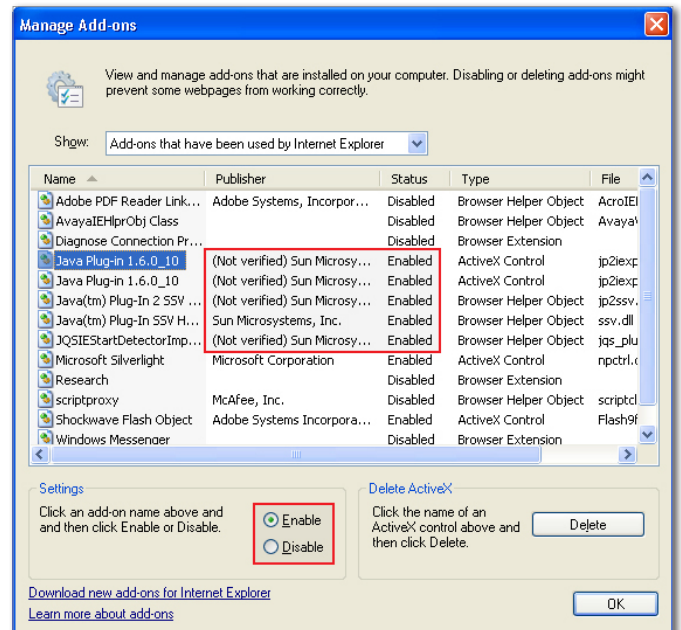 Manage Add-ons
View and manage add-ons that are installed on your computer. Disabling or deleting add-ons might
prevent some webpages from working correctly.
Show: Add-ons that have been used by Internet Explorer
Name Publisher Status Type File
Adobe PDF Reader Link... Adobe Systems, Incorpor... Disabled Browser Helper Object AcroIEI
AvayaIEHlprObj Class Disabled Browser Helper Object Avaya
Diagnose Connection Pr... Disabled Browser Extension
Java Plug-in 1.6.0_10 (Not verified) Sun Microsy... Enabled ActiveX Control jp2iexp
Java Plug-in 1.6.0_10 (Not verified) Sun Microsy... Enabled ActiveX Control jp2iexp
Java(tm) Plug-In 2 SSV ... (Not verified) Sun Microsy... Enabled Browser Helper Object jp2ssv.
Java(tm) Plug-In SSV H... Sun Microsystems, Inc. Enabled Browser Helper Object ssv.dll
JQSIEStartDetectorImp... (Not verified) Sun Microsy... Enabled Browser Helper Object jqs_plu
Microsoft Silverlight Microsoft Corporation Enabled ActiveX Control npctrl.
Research Disabled Browser Extension
scriptproxy McAfee, Inc. Disabled Browser Helper Object scriptcl
Shockwave Flash Object Adobe Systems Incorpora... Enabled ActiveX Control Flash9f
Windows Messenger Disabled Browser Extension
Settings
Click an add-on name above and
and then click Enable or Disable.
Enable
Disable
Delete ActiveX
Click the name of an
ActiveX control above and
then click Delete.
Delete
Download new add-ons for Internet Explorer
Learn more about add-ons
OK